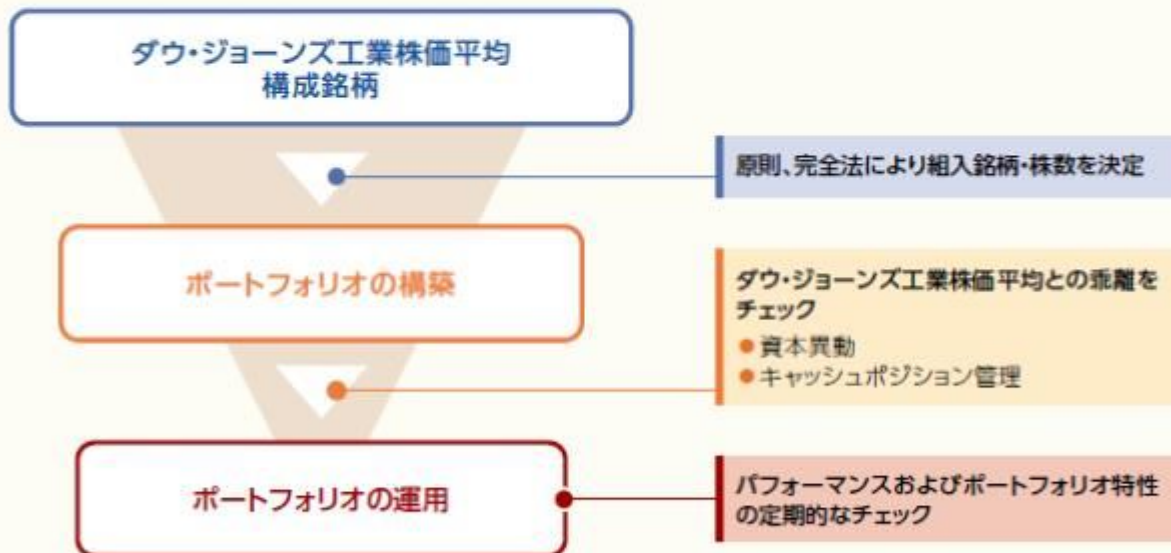 ダウ・ジョーンズ工業株価平均
構成銘柄
原則、完全法により組入銘柄・株数を決定
ポートフォリオの構築
ダウ・ジョーンズ工業株価平均との乖離を
チェック
●資本異動
●キャッシュポジション管理
ポートフォリオの運用
パフォーマンスおよびポートフォリオ特性
の定期的なチェック